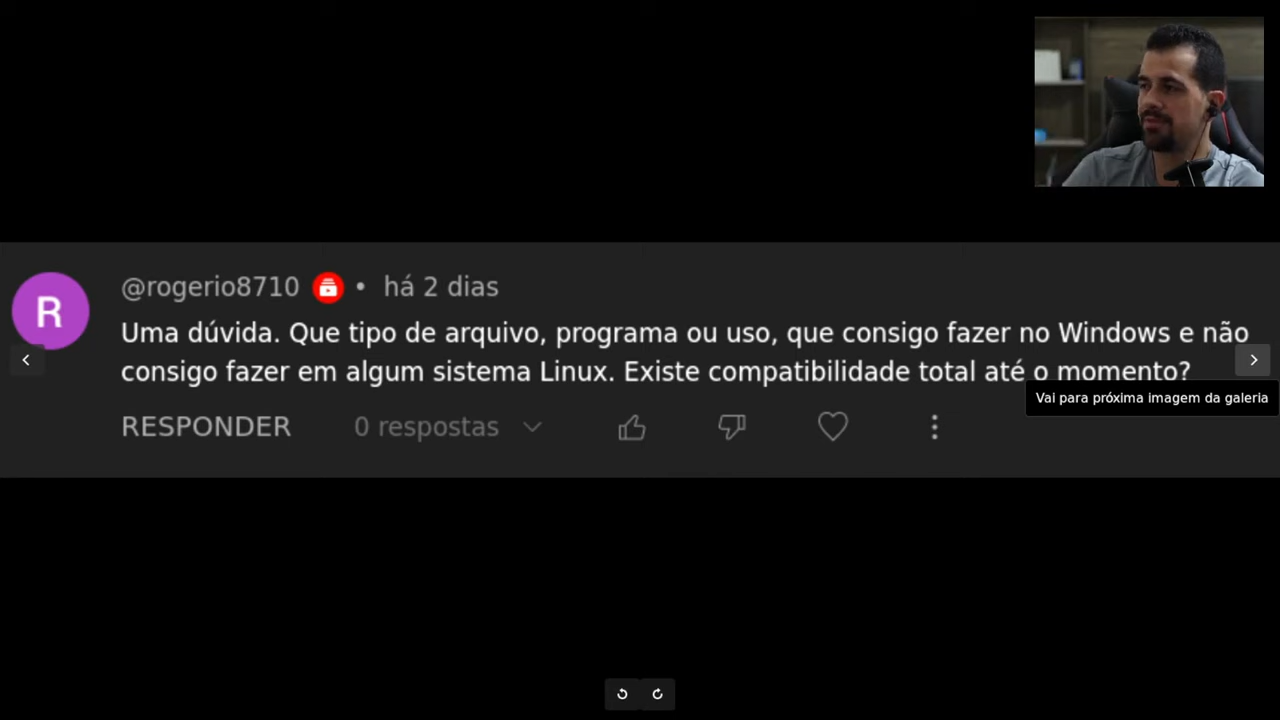 @rogerio8710 • há 2 dias
R
Uma dúvida. Que tipo de arquivo, programa ou uso, que consigo fazer no Windows e não
consigo fazer em algum sistema Linux. Existe compatibilidade total até o momento?
Vai para próxima imagem da galeria
RESPONDER 0 respostas